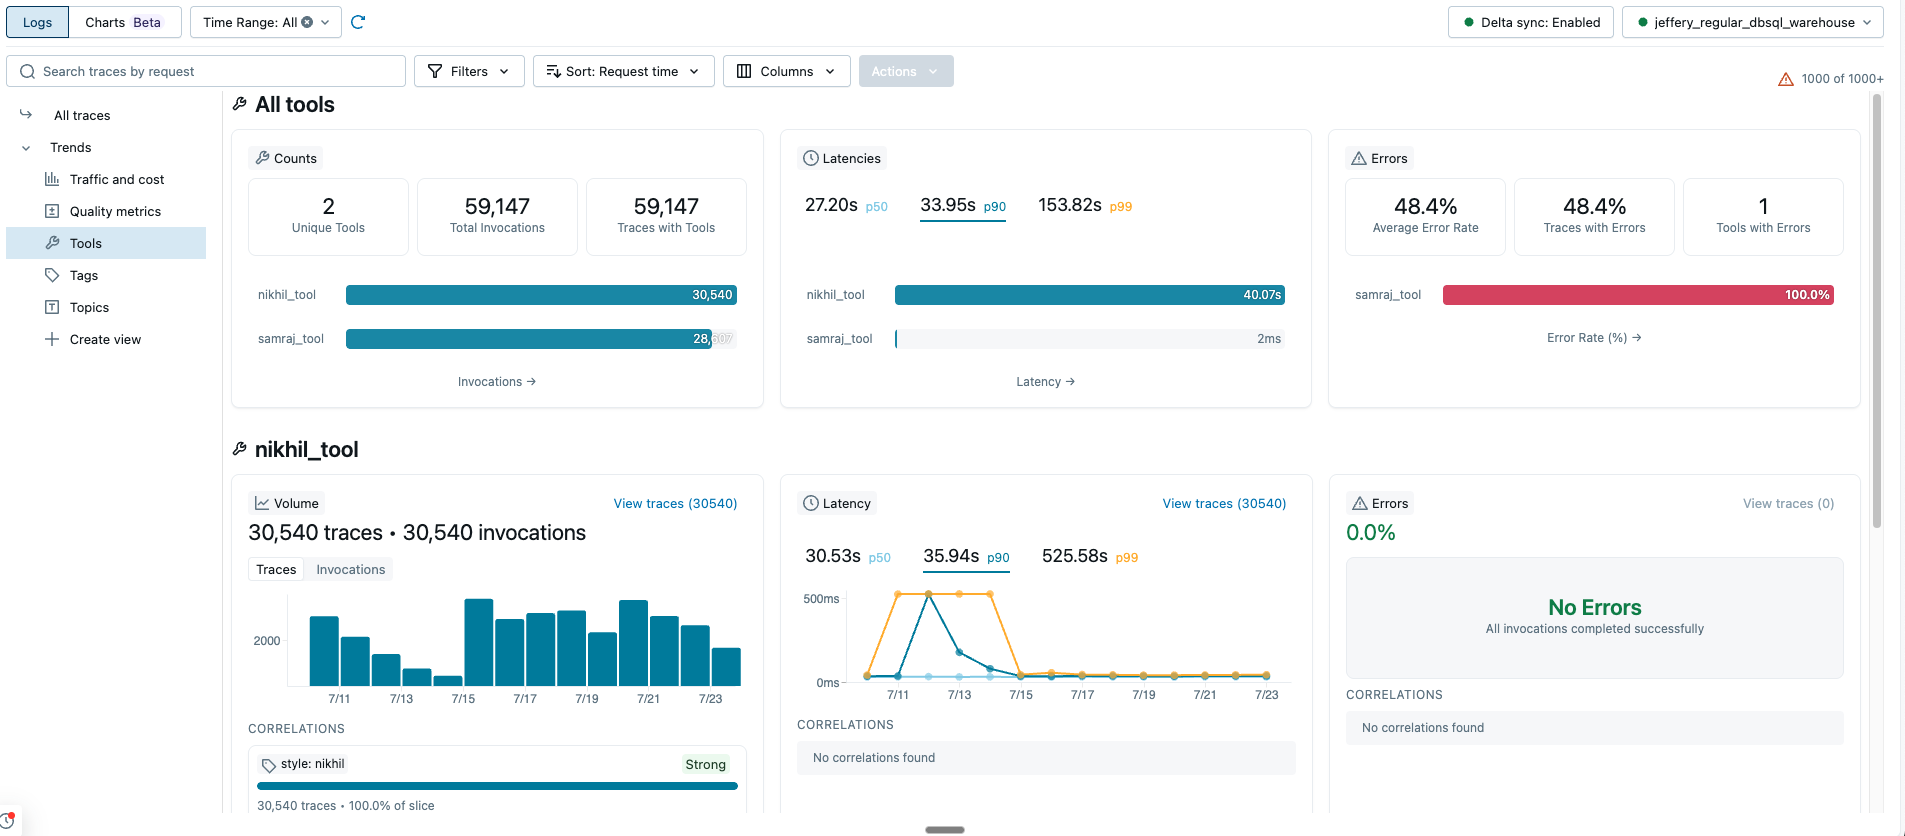 Logs
Charts Beta
Time Range: All
Delta sync: Enabled
jeffery_regular_dbsql_warehouse
Search traces by request
Filters
Sort: Request time
Columns
Actions
1000 of 1000+
All traces
Trends
Traffic and cost
Quality metrics
Tools
Tags
Topics
Create view
All tools
Counts
2
Unique Tools
59,147
Total Invocations
59,147
Traces with Tools
nikhil_tool
30,540
samraj_tool
28,607
Invocations →
Latencies
27.20s p50
33.95s p90
153.82s p99
nikhil_tool
40.07s
samraj_tool
2ms
Latency →
Errors
48.4%
Average Error Rate
48.4%
Traces with Errors
1
Tools with Errors
samraj_tool
100.0%
Error Rate (%) →
nikhil_tool
Volume
View traces (30540)
30,540 traces • 30,540 invocations
Traces
Invocations
2000
7/11 7/13 7/15 7/17 7/19 7/21 7/23
CORRELATIONS
style: nikhil
Strong
30,540 traces • 100.0% of slice
Latency
View traces (30540)
30.53s p50
35.94s p90
525.58s p99
500ms
0ms
7/11 7/13 7/15 7/17 7/19 7/21 7/23
CORRELATIONS
No correlations found
Errors
View traces (0)
0.0%
No Errors
All invocations completed successfully
CORRELATIONS
No correlations found